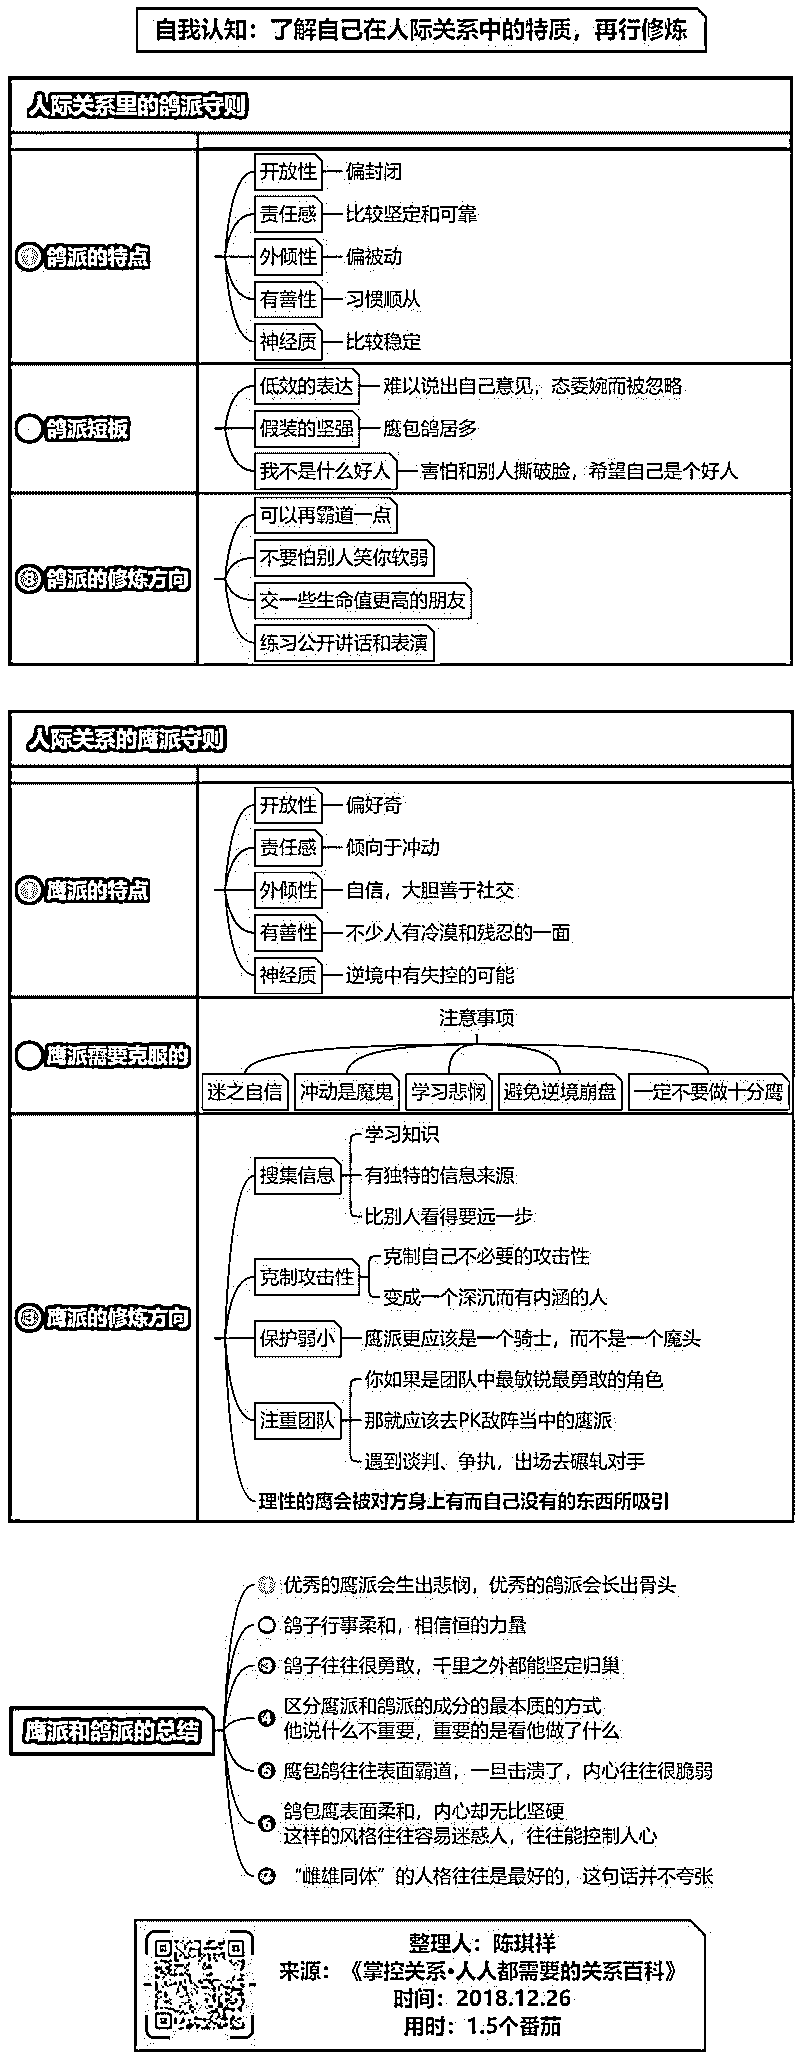 自我认知：了解自己在人际关系中的特质，再行修炼
人际关系里的鸽派守则
鸽派的特点
开放性 偏封闭
责任感 比较坚定和可靠
外倾性 偏被动
有善性 习惯顺从
神经质 比较稳定
鸽派短板
低效的表达 难以说出自己意见，态委婉而被忽略
假装的坚强 鹰包鸽居多
我不是什么好人 害怕和别人撕破脸，希望自己是个好人
③ 鸽派的修炼方向
可以再霸道一点
不要怕别人笑你软弱
交一些生命值更高的朋友
练习公开讲话和表演
人际关系的鹰派守则
鹰派的特点
开放性 偏好奇
责任感 倾向于冲动
外倾性 自信，大胆善于社交
有善性 不少人有冷漠和残忍的一面
神经质 逆境中有失控的可能
鹰派需要克服的
注意事项
迷之自信 冲动是魔鬼 学习悲悯 避免逆境崩盘 一定不要做十分鹰
③ 鹰派的修炼方向
搜集信息
学习知识
有独特的信息来源
比别人看得要远一步
克制攻击性
克制自己不必要的攻击性
变成一个深沉而有内涵的人
保护弱小 鹰派更应该是一个骑士，而不是一个魔头
注重团队
你如果是团队中最敏锐最勇敢的角色
那就应该去PK敌阵当中的鹰派
遇到谈判、争执，出场去碾轧对手
理性的鹰会被对方身上有而自己没有的东西所吸引
鹰派和鸽派的总结
优秀的鹰派会生出悲悯，优秀的鸽派会长出骨头
鸽子行事柔和，相信恒的力量
③ 鸽子往往很勇敢，千里之外都能坚定归巢
④ 区分鹰派和鸽派的成分的最本质的方式
他说什么不重要，重要的是看他做了什么
⑤ 鹰包鸽往往表面霸道，一旦击溃了，内心往往很脆弱
⑥ 鸽包鹰表面柔和，内心却无比坚硬
这样的风格往往容易迷惑人，往往能控制人心
⑦ “雌雄同体”的人格往往是最好的，这句话并不夸张
整理人：陈琪祥
来源：《掌控关系·人人都需要的关系百科》
时间：2018.12.26
用时：1.5个番茄